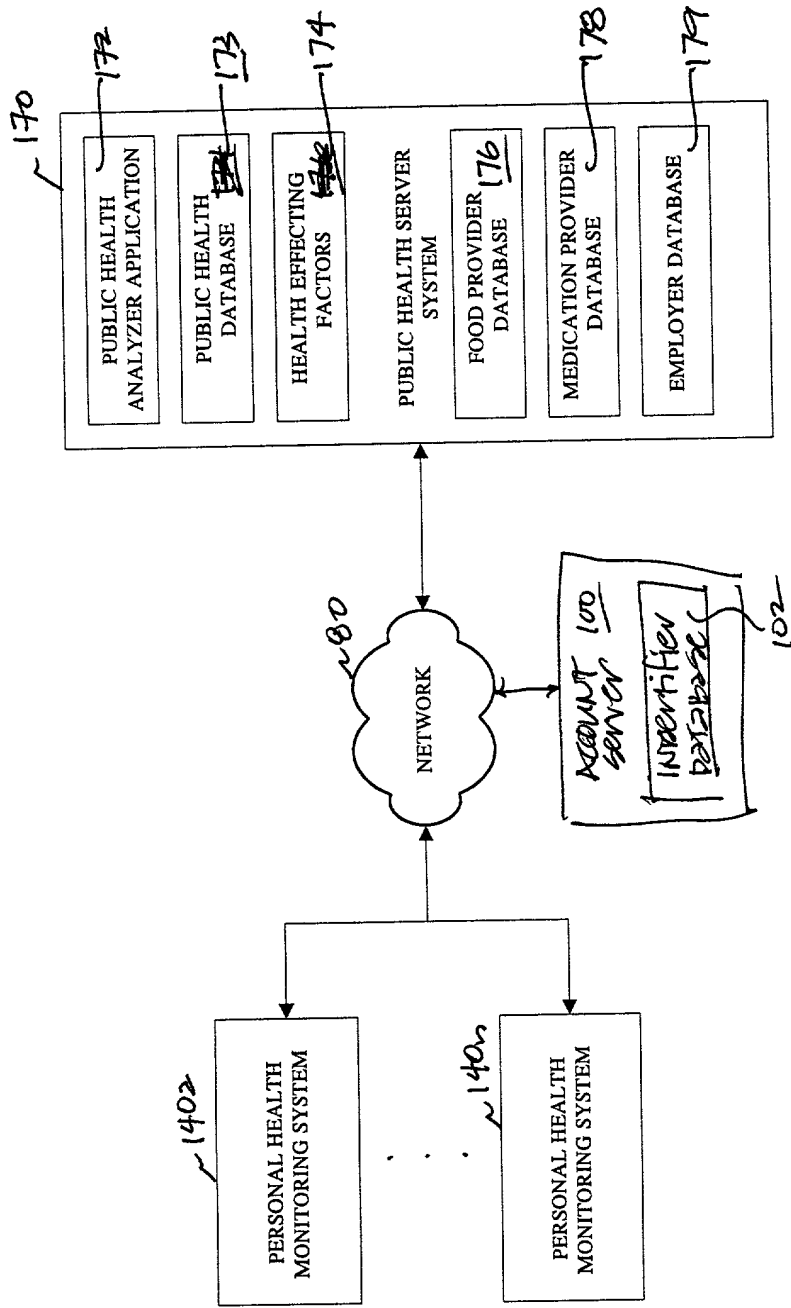 140a
PERSONAL HEALTH
MONITORING SYSTEM
140n
PERSONAL HEALTH
MONITORING SYSTEM
80
NETWORK
ACCOUNT 100
server
INDENTIFIER
DATABASE
102
170
PUBLIC HEALTH
ANALYZER APPLICATION
172
PUBLIC HEALTH
DATABASE
173
HEALTH EFFECTING
FACTORS
174
PUBLIC HEALTH SERVER
SYSTEM
FOOD PROVIDER
DATABASE 176
MEDICATION PROVIDER
DATABASE
178
EMPLOYER DATABASE
179